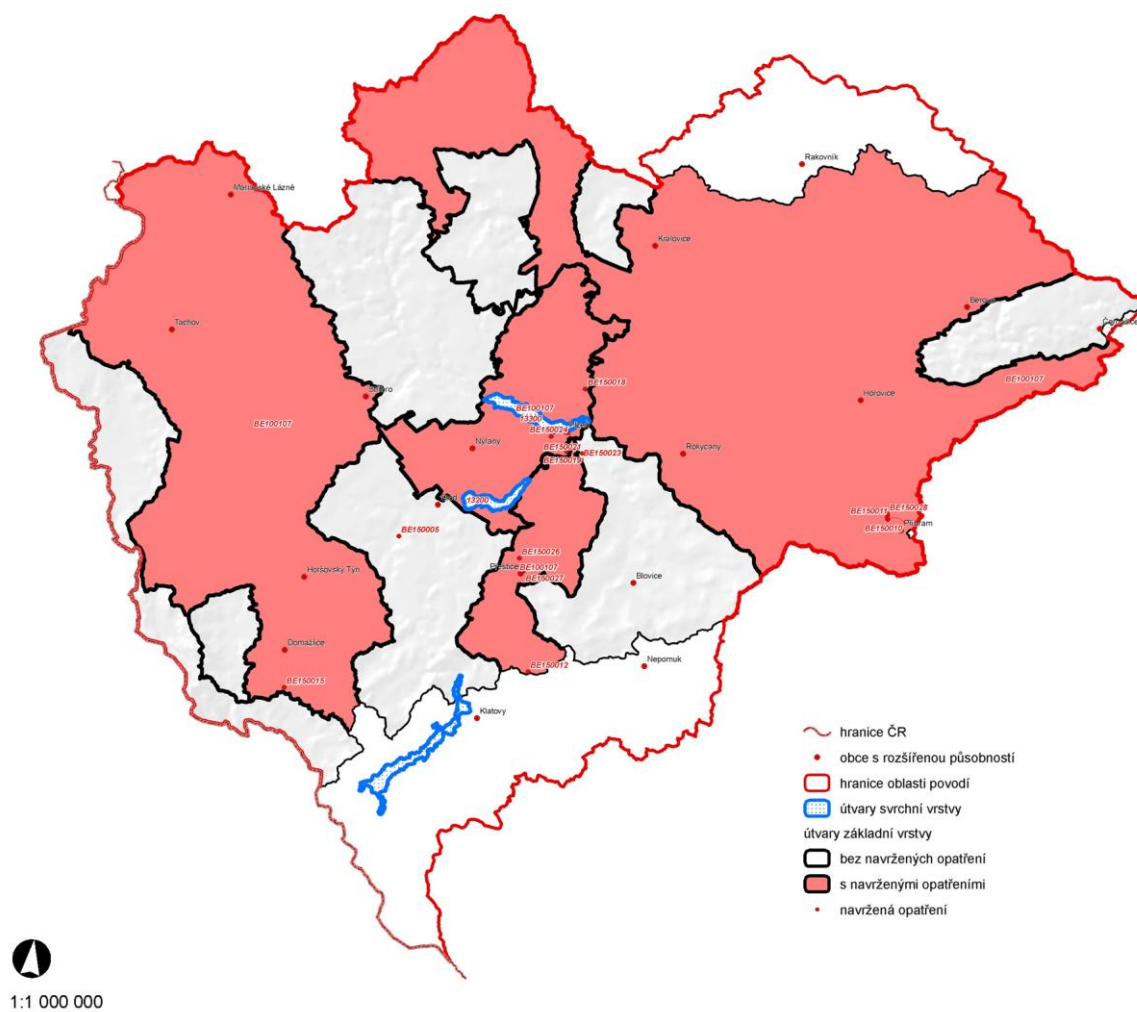 Rakovník
Mariánské Lázně
Kralovice
Beroun
Tachov
Stříbro
BE150018
BE100107
Hořovice
BE100107
13300
BE100107
BE150024
Nýřany
BE150021
BE150023
BE150019
Rokycany
13200
BE150011
BE150028
BE150010
Příbram
BE150005
BE150026
Přeštice
BE100107
BE150027
Horšovský Týn
Blovice
Domažlice
BE150012
Nepomuk
BE150015
Klatovy
hranice ČR
obce s rozšířenou působností
hranice oblasti povodí
útvary svrchní vrstvy
útvary základní vrstvy
bez navržených opatření
s navrženými opatřeními
navržená opatření
1:1 000 000